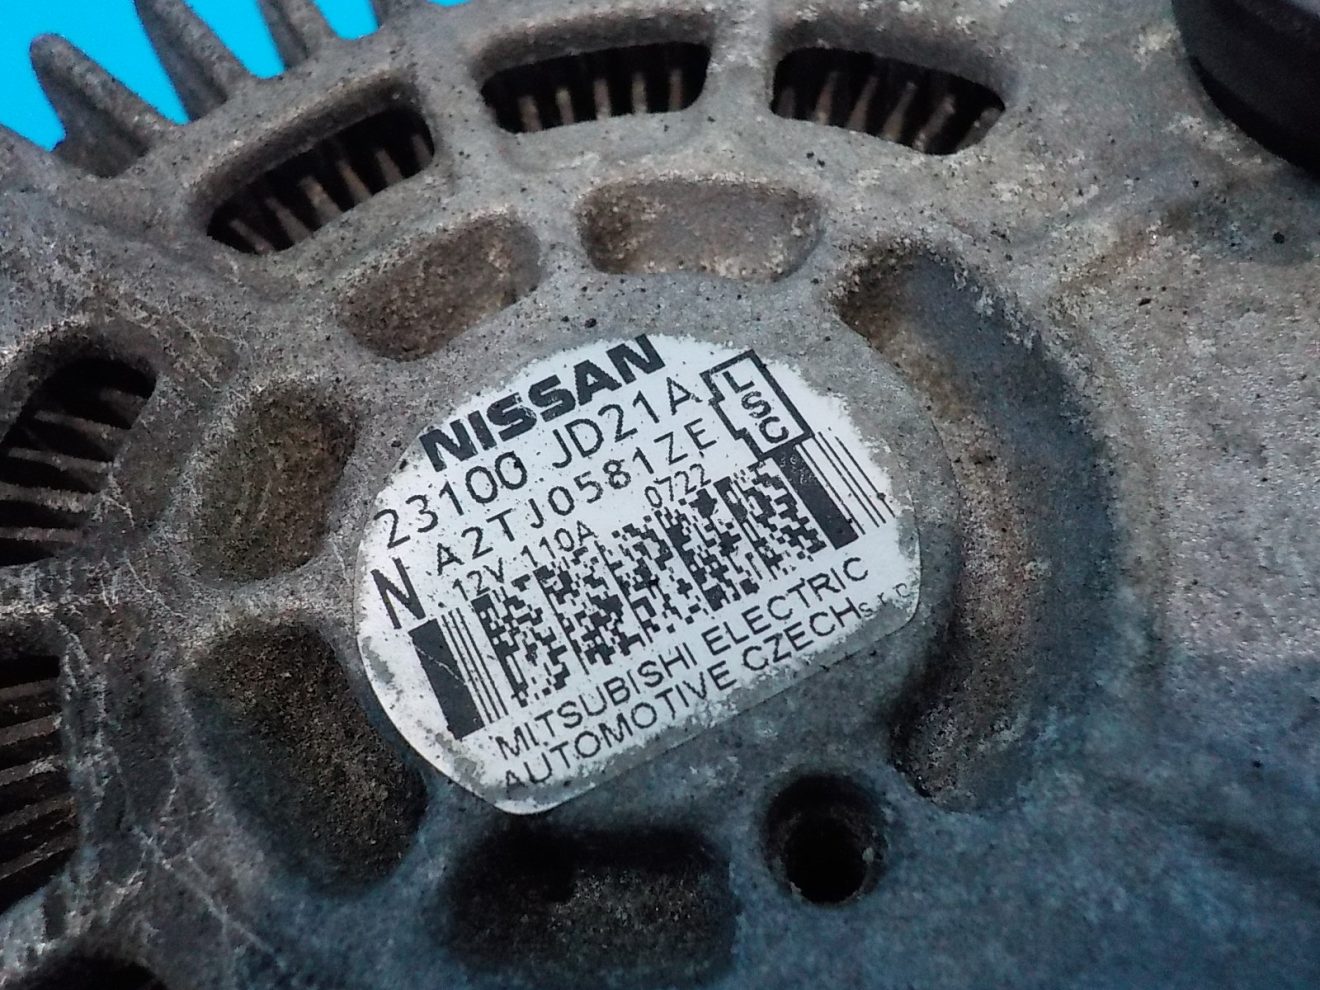 NISSAN
23100 JD21A
LSC
N A2TJ0581ZE
12V 110A 0722
MITSUBISHI ELECTRIC
AUTOMOTIVE CZECH s.r.o